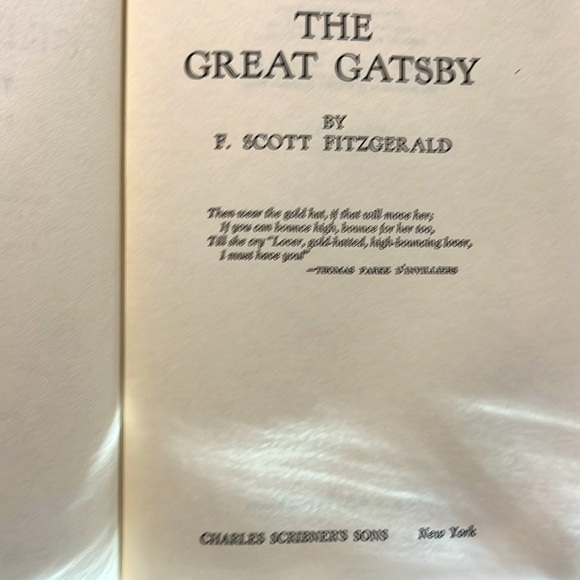 THE
GREAT GATSBY
BY
F. SCOTT FITZGERALD
Then wear the gold hat, if that will move her;
If you can bounce high, bounce for her too,
Till she cry "Lover, gold-hatted, high-bouncing lover,
I must have you!"
—THOMAS PARKE D'INVILLIERS
CHARLES SCRIBNER'S SONS New York